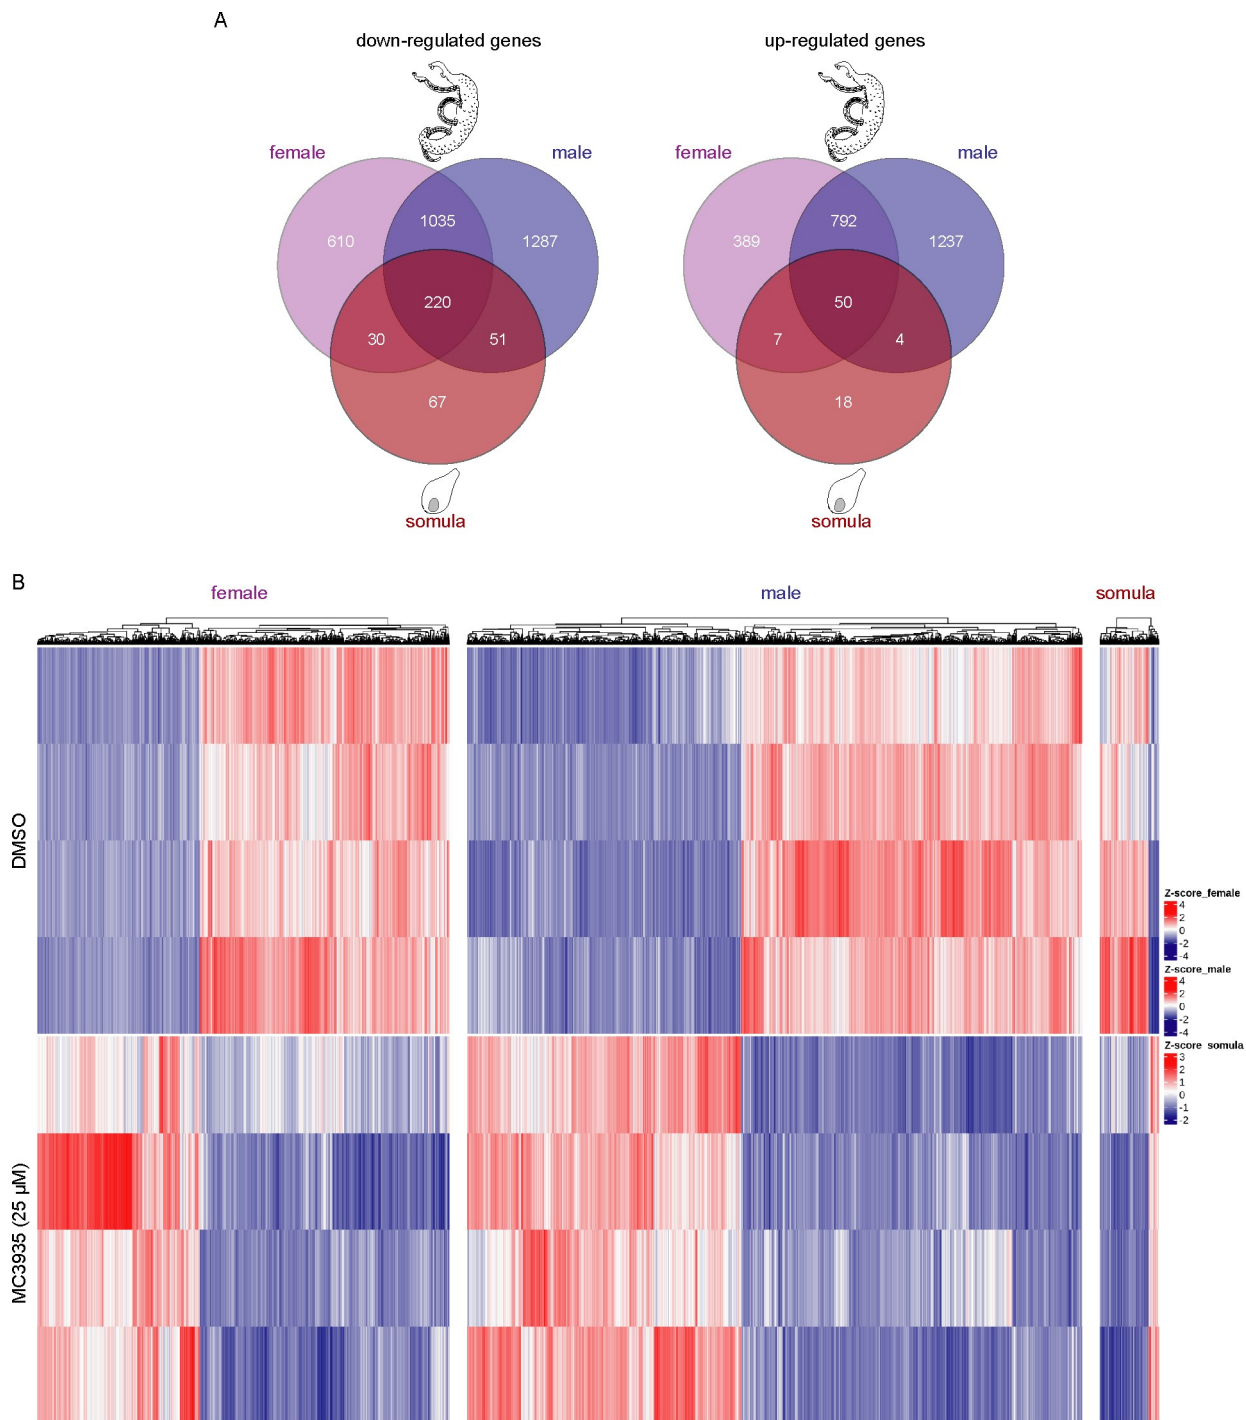 A
down-regulated genes
up-regulated genes
female
male
female
male
610
1035
1287
389
792
1237
220
50
30
51
7
4
67
18
somula
somula
B
female
male
somula
DMSO
MC3935 (25 µM)
Z-score_female
4
2
0
-2
-4
Z-score_male
4
2
0
-2
-4
Z-score_somula
3
2
1
0
-1
-2